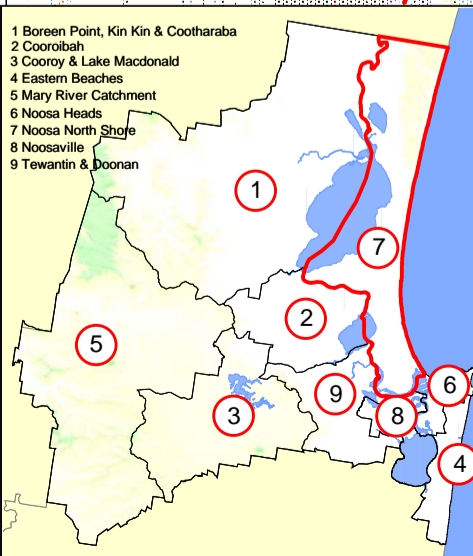 1 Boreen Point, Kin Kin & Cootharaba
2 Cooroibah
3 Cooroy & Lake Macdonald
4 Eastern Beaches
5 Mary River Catchment
6 Noosa Heads
7 Noosa North Shore
8 Noosaville
9 Tewantin & Doonan
1
7
2
5
9
6
3
8
4